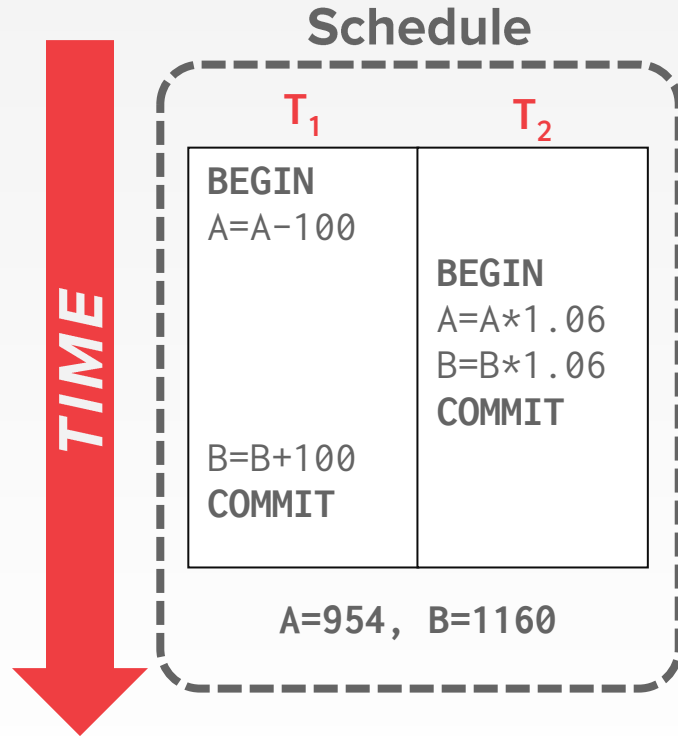 Schedule
TIME
T1 T2
BEGIN
A=A-100
BEGIN
A=A*1.06
B=B*1.06
COMMIT
B=B+100
COMMIT
A=954, B=1160